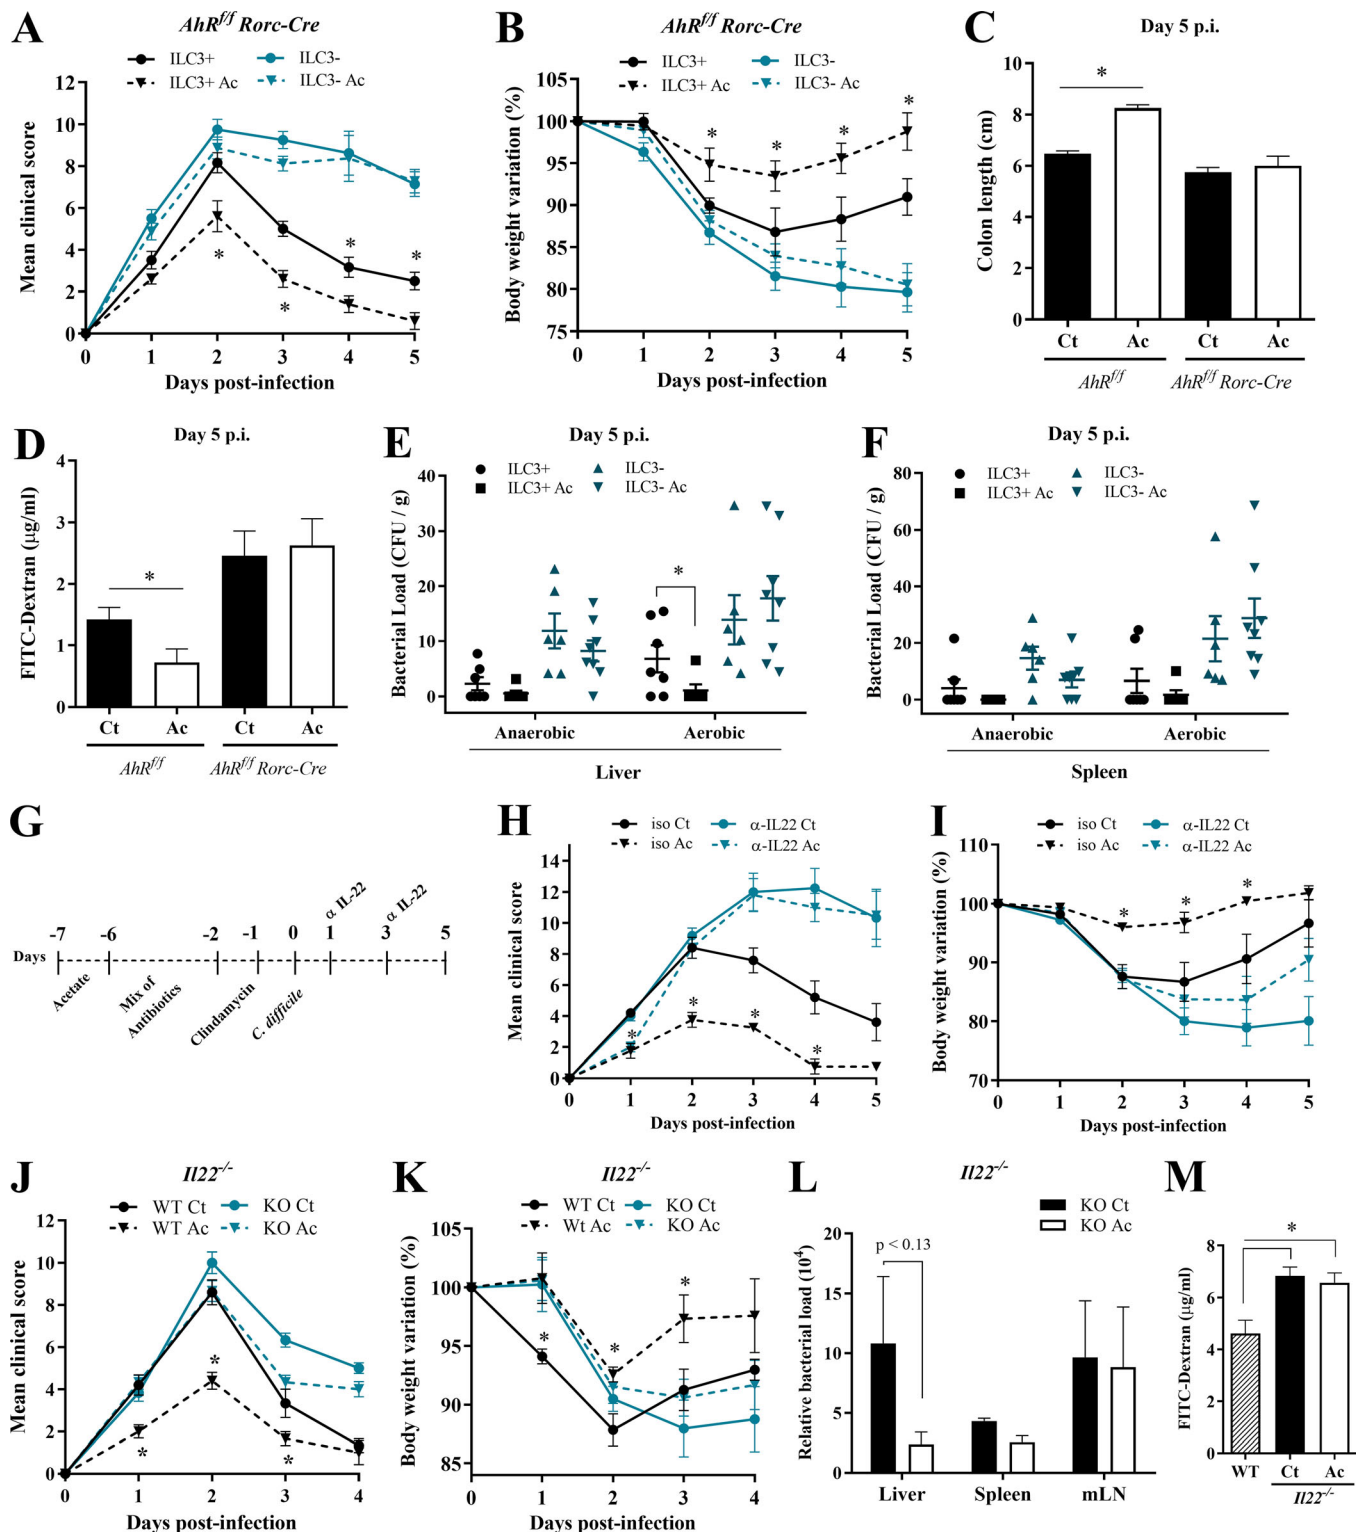 A
AhR^f/f Rorc-Cre
ILC3+
ILC3-
ILC3+ Ac
ILC3- Ac
Mean clinical score
12
10
8
6
4
2
0
*
*
*
*
0 1 2 3 4 5
Days post-infection
B
AhR^f/f Rorc-Cre
ILC3+
ILC3-
ILC3+ Ac
ILC3- Ac
Body weight variation (%)
105
100
95
90
85
80
75
* * * *
0 1 2 3 4 5
Days post-infection
C
Day 5 p.i.
Colon length (cm)
10
8
6
4
2
0
*
Ct Ac Ct Ac
AhR^f/f AhR^f/f Rorc-Cre
D
Day 5 p.i.
FITC-Dextran (µg/ml)
4
3
2
1
0
*
Ct Ac Ct Ac
AhR^f/f AhR^f/f Rorc-Cre
E
Day 5 p.i.
ILC3+
ILC3-
ILC3+ Ac
ILC3- Ac
Bacterial Load (CFU / g)
40
30
20
10
0
*
Anaerobic Aerobic
Liver
F
Day 5 p.i.
ILC3+
ILC3-
ILC3+ Ac
ILC3- Ac
Bacterial Load (CFU / g)
80
60
40
20
0
Anaerobic Aerobic
Spleen
G
α IL-22
α IL-22
-7 -6 -2 -1 0 1 3 5
Days
Acetate
Mix of
Antibiotics
Clindamycin
C. difficile
H
iso Ct
α-IL22 Ct
iso Ac
α-IL22 Ac
Mean clinical score
14
12
10
8
6
4
2
0
* * * *
0 1 2 3 4 5
Days post-infection
I
iso Ct
α-IL22 Ct
iso Ac
α-IL22 Ac
Body weight variation (%)
110
100
90
80
70
* * *
0 1 2 3 4 5
Days post-infection
J
Il22^-/-
WT Ct
KO Ct
WT Ac
KO Ac
Mean clinical score
12
10
8
6
4
2
0
* * *
0 1 2 3 4
Days post-infection
K
Il22^-/-
WT Ct
KO Ct
Wt Ac
KO Ac
Body weight variation (%)
105
100
95
90
85
* * *
0 1 2 3 4
Days post-infection
L
Il22^-/-
KO Ct
KO Ac
Relative bacterial load (10^4)
20
15
10
5
0
p < 0.13
Liver Spleen mLN
M
FITC-Dextran (µg/ml)
8
6
4
2
0
*
WT Ct Ac
Il22^-/-